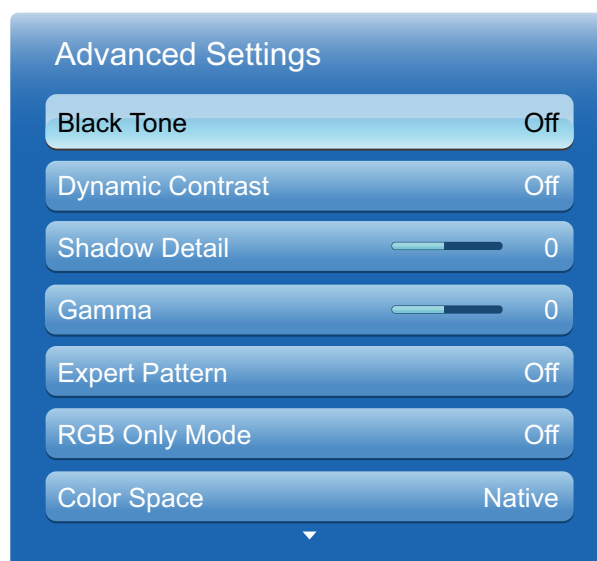 Advanced Settings
Black Tone Off
Dynamic Contrast Off
Shadow Detail 0
Gamma 0
Expert Pattern Off
RGB Only Mode Off
Color Space Native